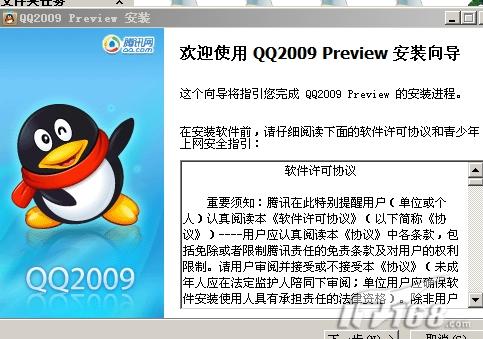 文件夹任务
QQ2009 Preview 安装
腾讯网
QQ.com
欢迎使用 QQ2009 Preview 安装向导
这个向导将指引您完成 QQ2009 Preview 的安装进程。
在安装软件前,请仔细阅读下面的软件许可协议和青少年
上网安全指引:
软件许可协议
重要须知:腾讯在此特别提醒用户(单位或个
人)认真阅读本《软件许可协议》(以下简称《协
议》)----用户应认真阅读本《协议》中各条款,包
括免除或者限制腾讯责任的免责条款及对用户的权利
限制。请用户审阅并接受或不接受本《协议》(未成
年人应在法定监护人陪同下审阅;单位用户应确保软
件安装使用人具有承担责任的法律资格)。除非用户
QQ2009
IT168.com
下一步(N)
取消(C)